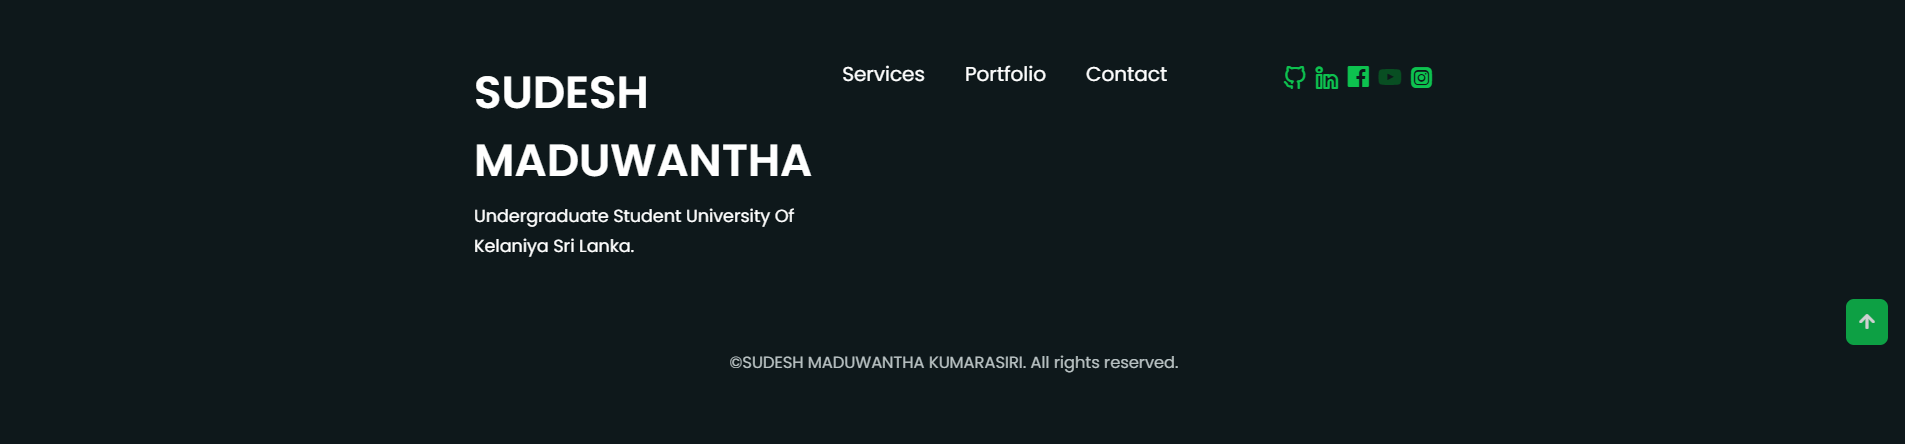 SUDESH
MADUWANTHA
Undergraduate Student University Of
Kelaniya Sri Lanka.
Services
Portfolio
Contact
©SUDESH MADUWANTHA KUMARASIRI. All rights reserved.